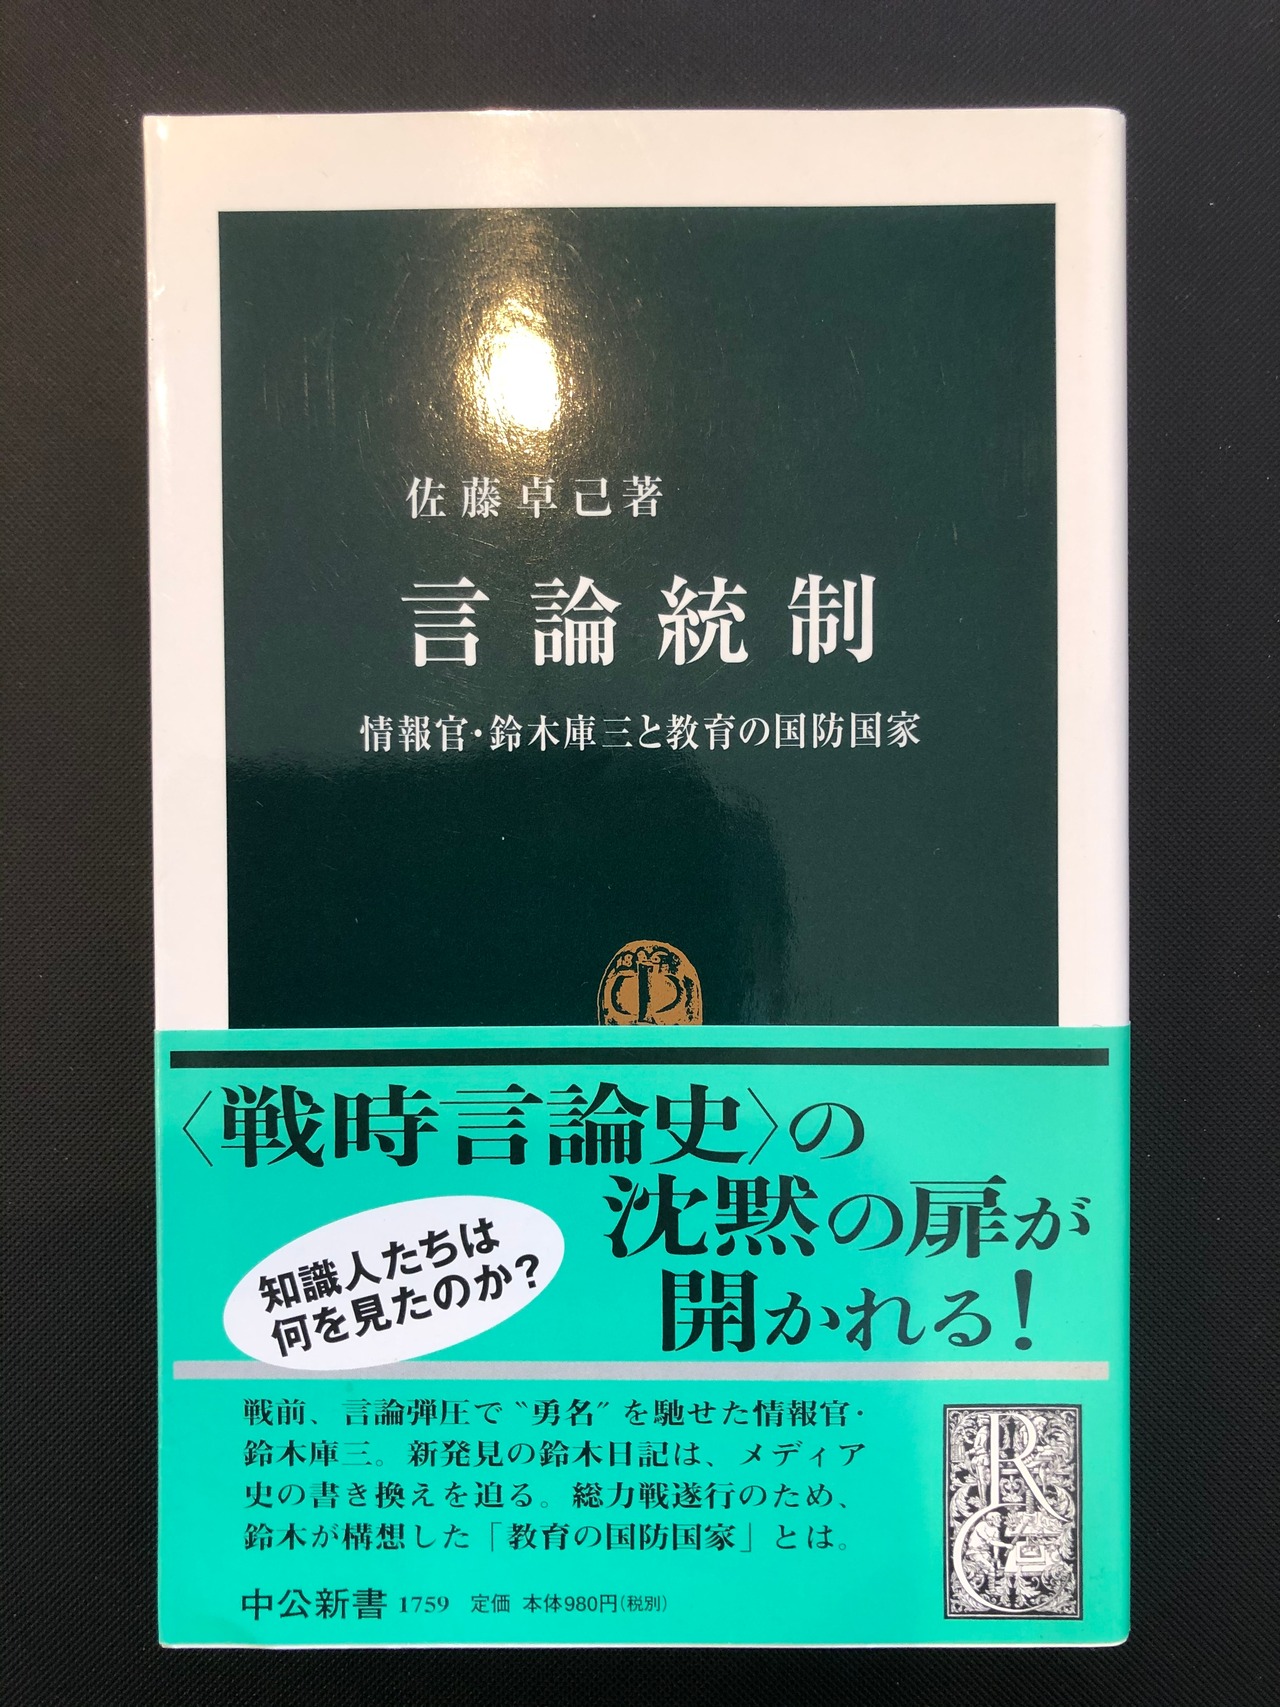 佐藤卓己著
言論統制
情報官・鈴木庫三と教育の国防国家
〈戦時言論史〉の
沈黙の扉が
開かれる!
知識人たちは
何を見たのか?
戦前、言論弾圧で〝勇名〟を馳せた情報官・
鈴木庫三。新発見の鈴木日記は、メディア
史の書き換えを迫る。総力戦遂行のため、
鈴木が構想した「教育の国防国家」とは。
中公新書 1759 定価 本体980円(税別)
R
C